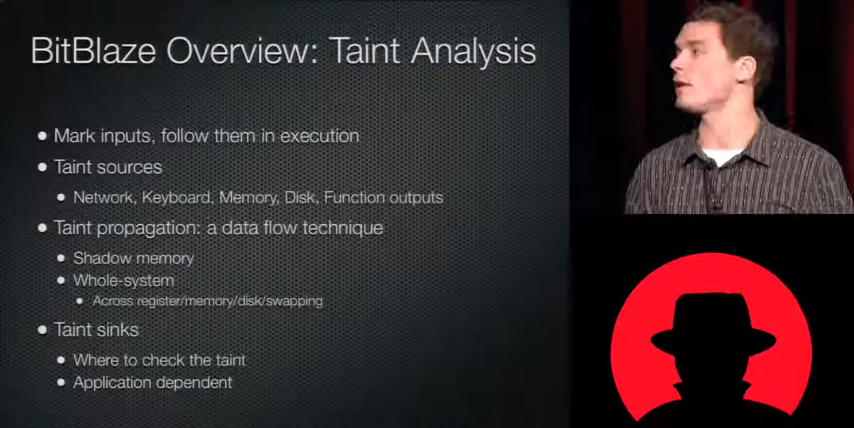 BitBlaze Overview: Taint Analysis
Mark inputs, follow them in execution
Taint sources
Network, Keyboard, Memory, Disk, Function outputs
Taint propagation: a data flow technique
Shadow memory
Whole-system
Across register/memory/disk/swapping
Taint sinks
Where to check the taint
Application dependent